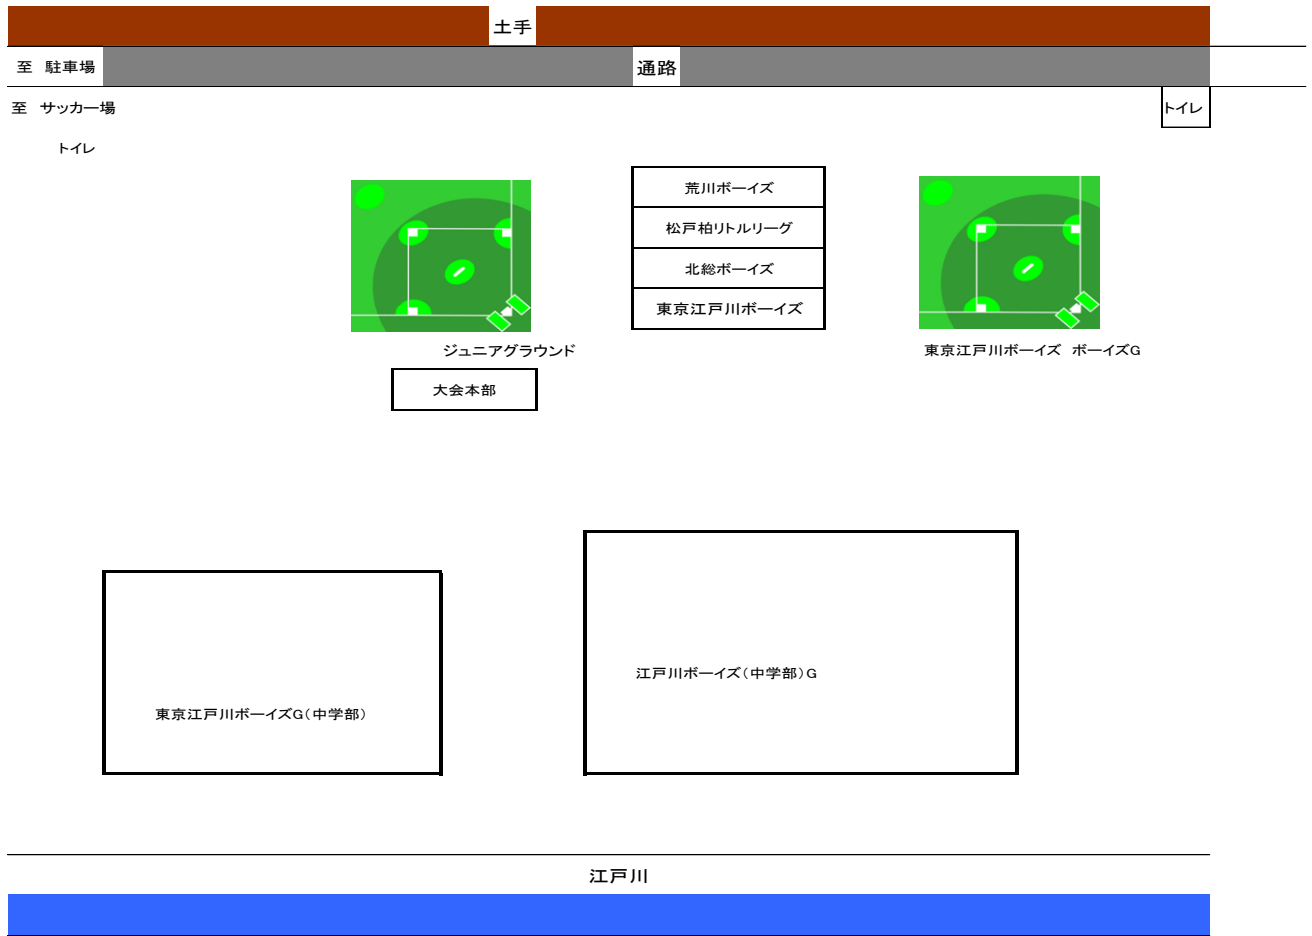 土手
至　駐車場
通路
至　サッカー場
トイレ
トイレ
荒川ボーイズ
松戸柏リトルリーグ
北総ボーイズ
東京江戸川ボーイズ
ジュニアグラウンド
東京江戸川ボーイズ　ボーイズG
大会本部
江戸川ボーイズ（中学部）G
東京江戸川ボーイズG（中学部）
江戸川